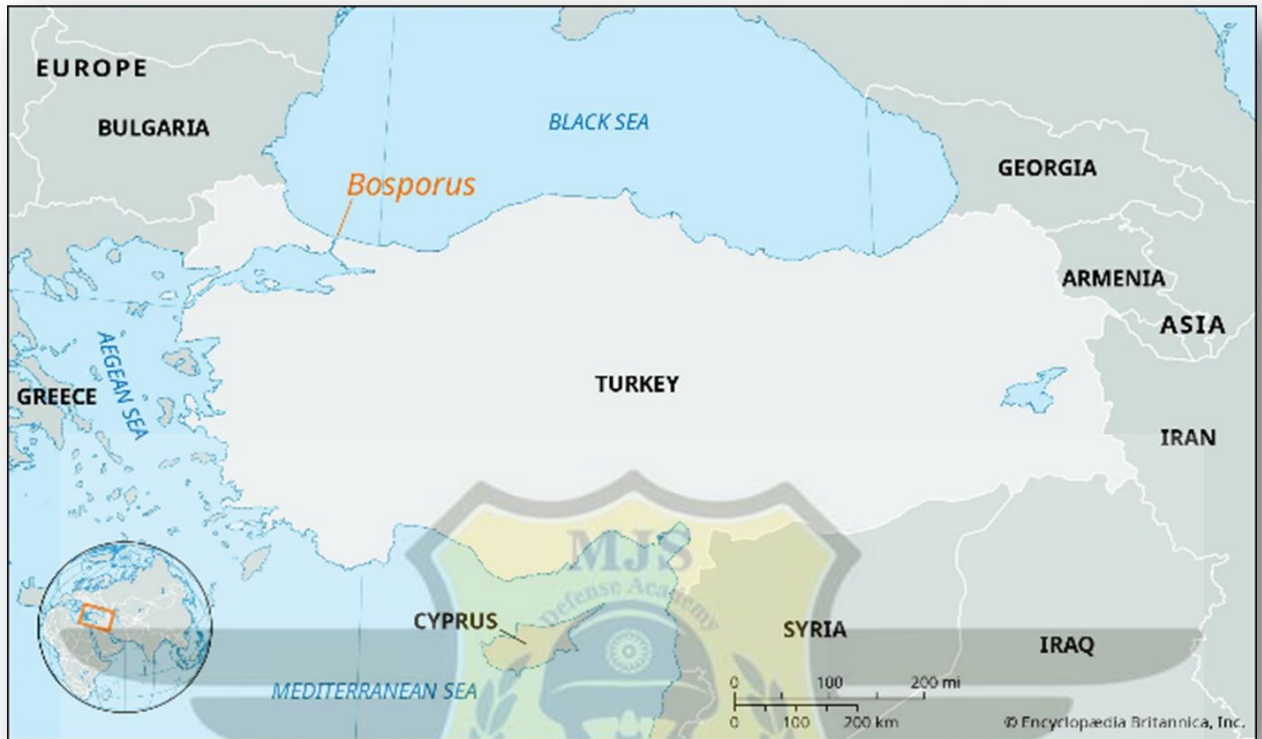 EUROPE
BULGARIA
BLACK SEA
Bosporus
GEORGIA
ARMENIA
ASIA
AEGEAN SEA
GREECE
TURKEY
IRAN
MJS
Defense Academy
CYPRUS
SYRIA
IRAQ
MEDITERRANEAN SEA
0 100 200 mi
0 100 200 km
© Encyclopædia Britannica, Inc.